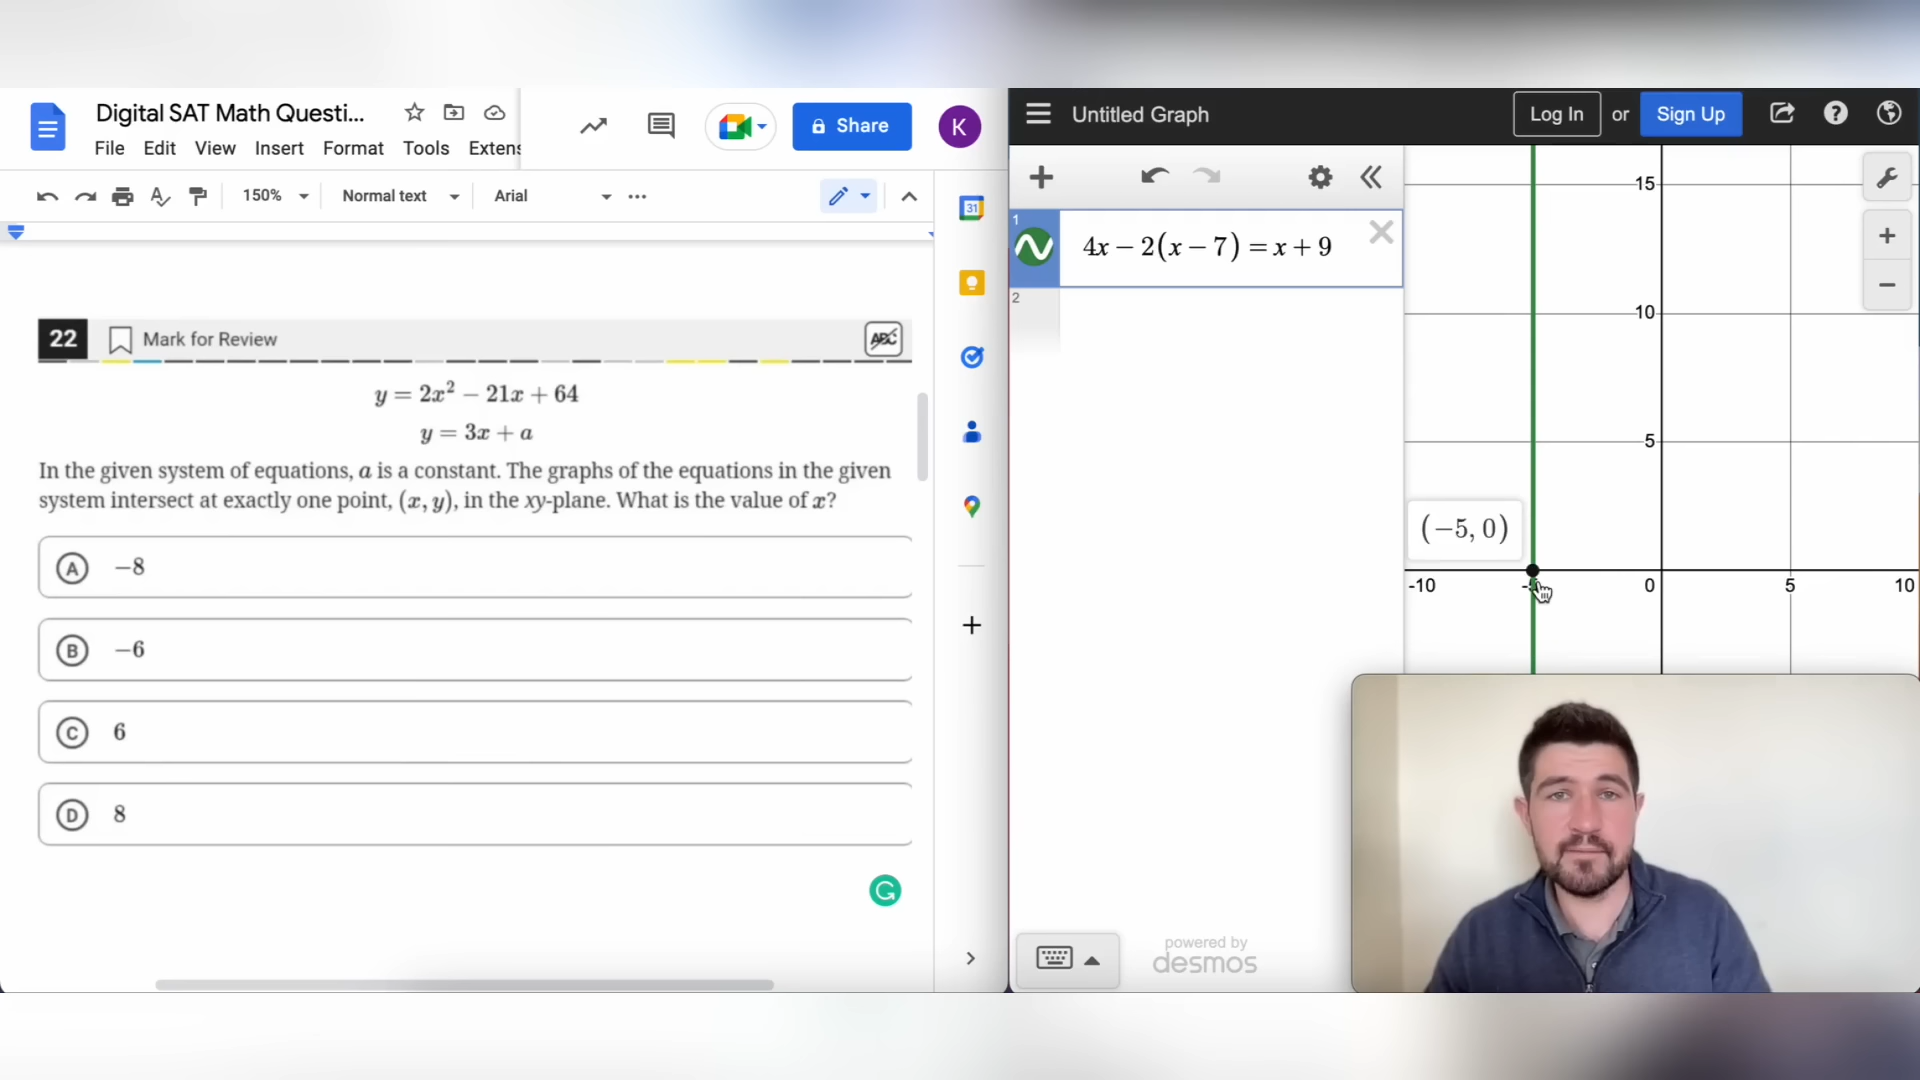 Digital SAT Math Questi...
File Edit View Insert Format Tools Extens
Share
K
150% Normal text Arial
31
22 Mark for Review ABC
y = 2x² − 21x + 64
y = 3x + a
In the given system of equations, a is a constant. The graphs of the equations in the given
system intersect at exactly one point, (x, y), in the xy-plane. What is the value of x?
A −8
B −6
C 6
D 8
Untitled Graph
Log In or Sign Up
1
4x − 2(x − 7) = x + 9
2
15
10
5
(−5, 0)
-10 0 5 10
powered by
desmos